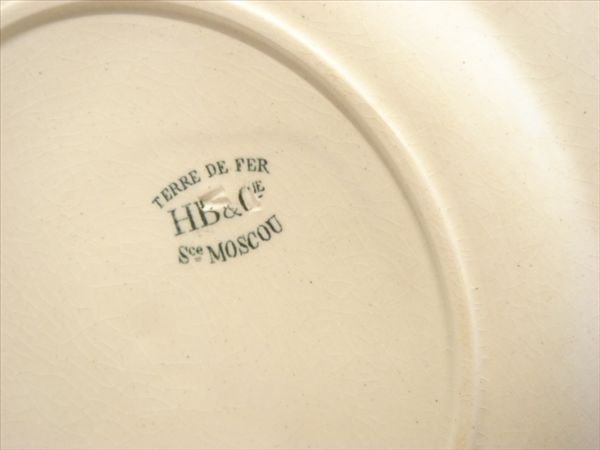 TERRE DE FER
HB & Cie
Sce MOSCOU